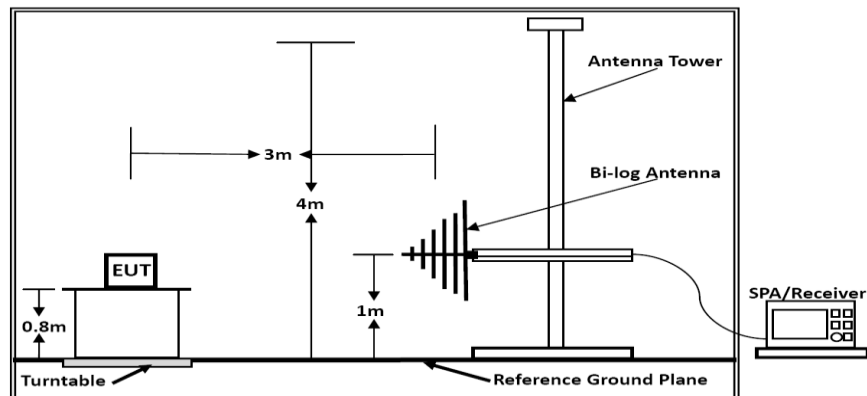 Antenna Tower
3m
Bi-log Antenna
4m
EUT
SPA/Receiver
0.8m
1m
Turntable
Reference Ground Plane